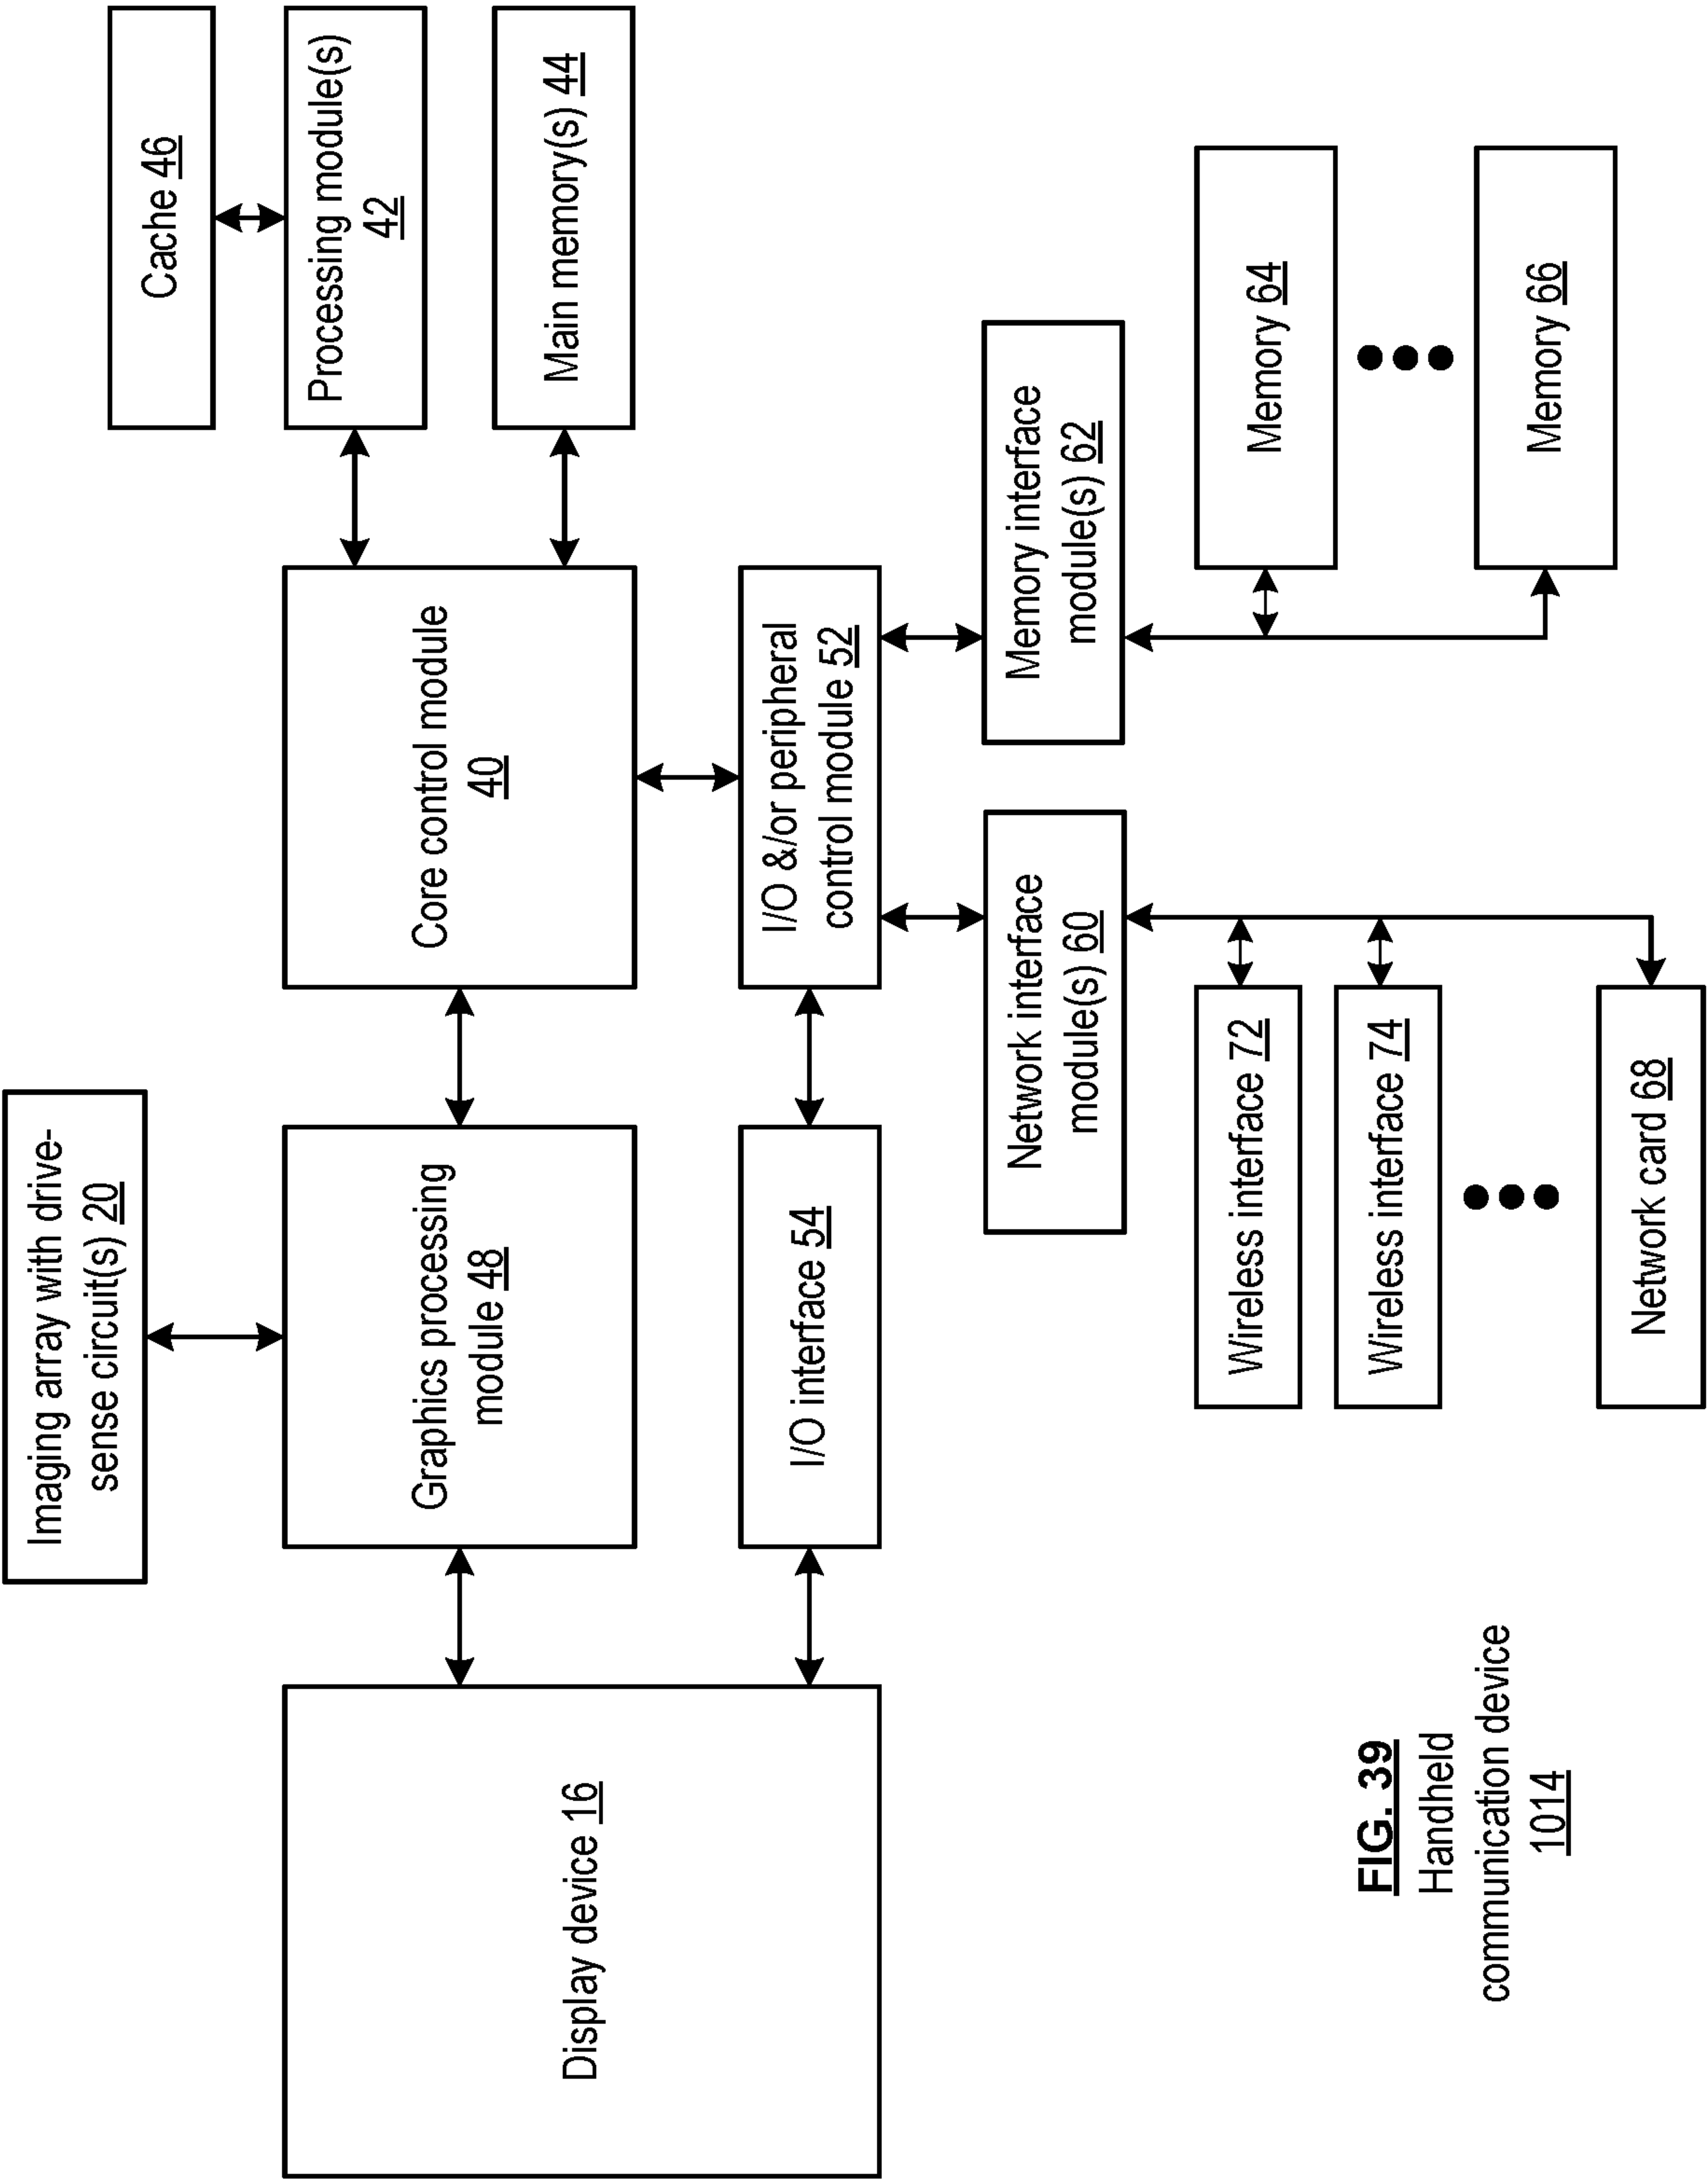 Imaging array with drive-
sense circuit(s) 20
Cache 46
Display device 16
Graphics processing
module 48
Core control module
40
Processing module(s)
42
Main memory(s) 44
I/O interface 54
I/O &/or peripheral
control module 52
Network interface
module(s) 60
Memory interface
module(s) 62
Wireless interface 72
Wireless interface 74
Network card 68
Memory 64
Memory 66
FIG. 39
Handheld
communication device
1014